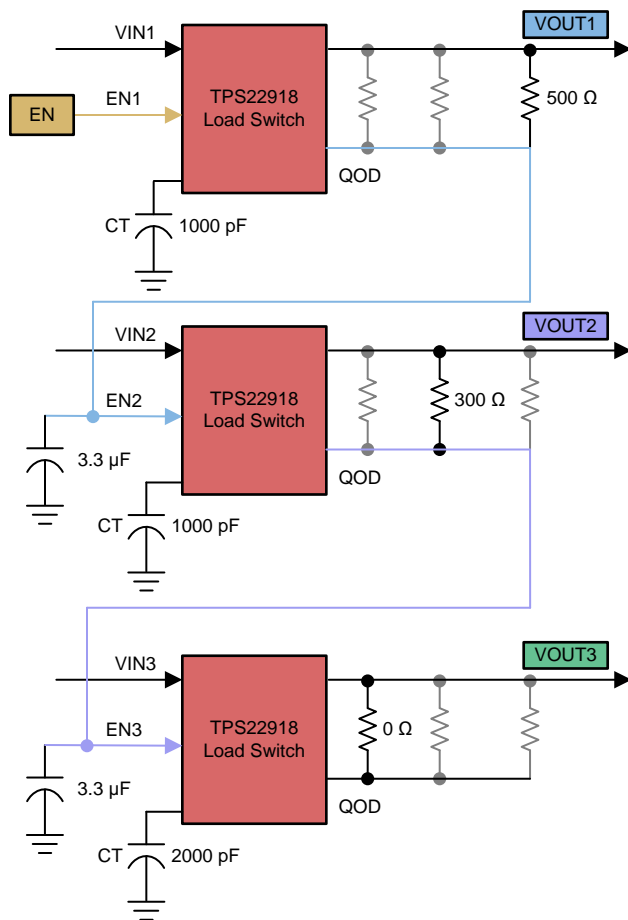 VIN1
VOUT1
EN
EN1
TPS22918
Load Switch
500 Ω
QOD
CT
1000 pF
VIN2
VOUT2
EN2
TPS22918
Load Switch
300 Ω
3.3 µF
QOD
CT
1000 pF
VIN3
VOUT3
EN3
TPS22918
Load Switch
0 Ω
3.3 µF
QOD
CT
2000 pF